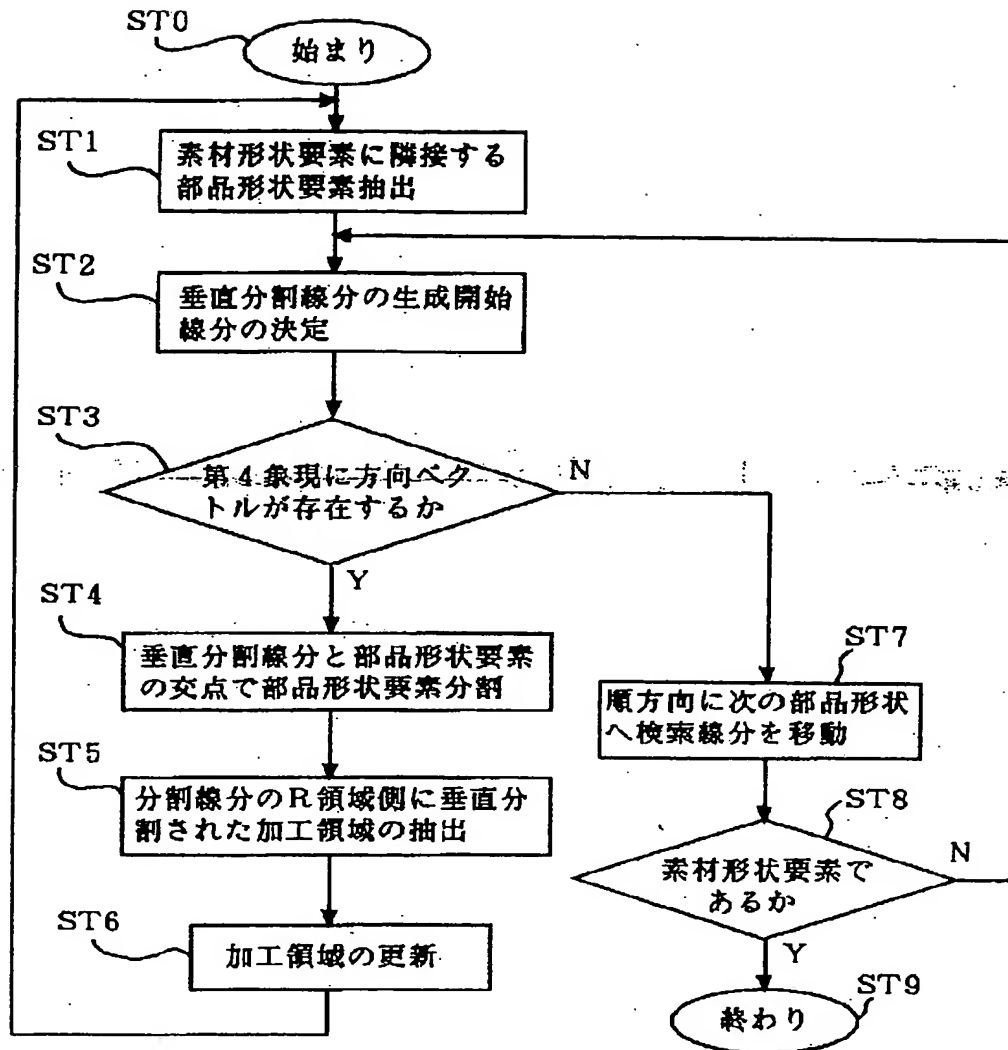 ST0
始まり
ST1
素材形状要素に隣接する
部品形状要素抽出
ST2
垂直分割線分の生成開始
線分の決定
ST3
第4象現に方向ベク
トルが存在するか
N
Y
ST4
垂直分割線分と部品形状要素
の交点で部品形状要素分割
ST5
分割線分のR領域側に垂直分
割された加工領域の抽出
ST6
加工領域の更新
ST7
順方向に次の部品形状
へ検索線分を移動
ST8
素材形状要素で
あるか
N
Y
ST9
終わり